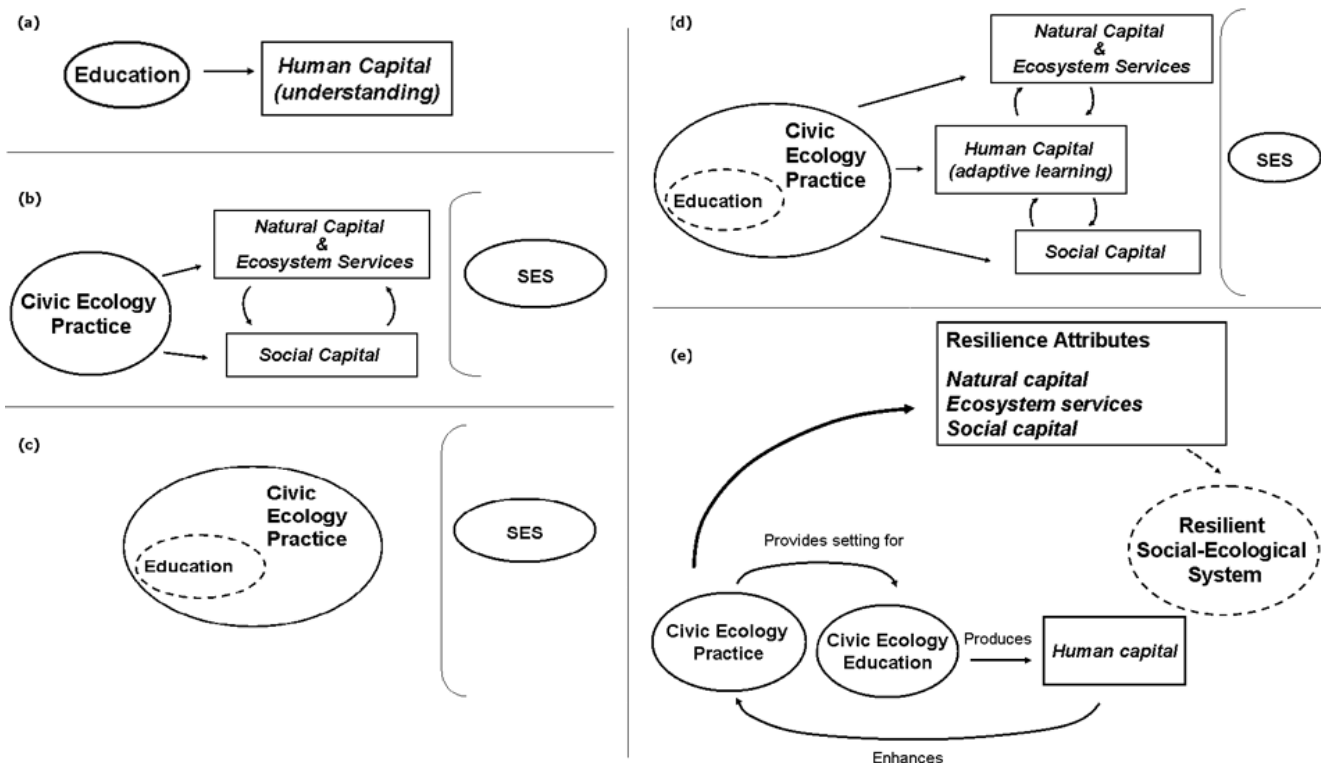 (a)
Education
Human Capital
(understanding)
(b)
Civic Ecology
Practice
Natural Capital
&
Ecosystem Services
Social Capital
SES
(c)
Civic
Ecology
Practice
Education
SES
(d)
Civic
Ecology
Practice
Education
Natural Capital
&
Ecosystem Services
Human Capital
(adaptive learning)
Social Capital
SES
(e)
Resilience Attributes
Natural capital
Ecosystem services
Social capital
Resilient
Social-Ecological
System
Provides setting for
Civic Ecology
Practice
Civic Ecology
Education
Produces
Human capital
Enhances